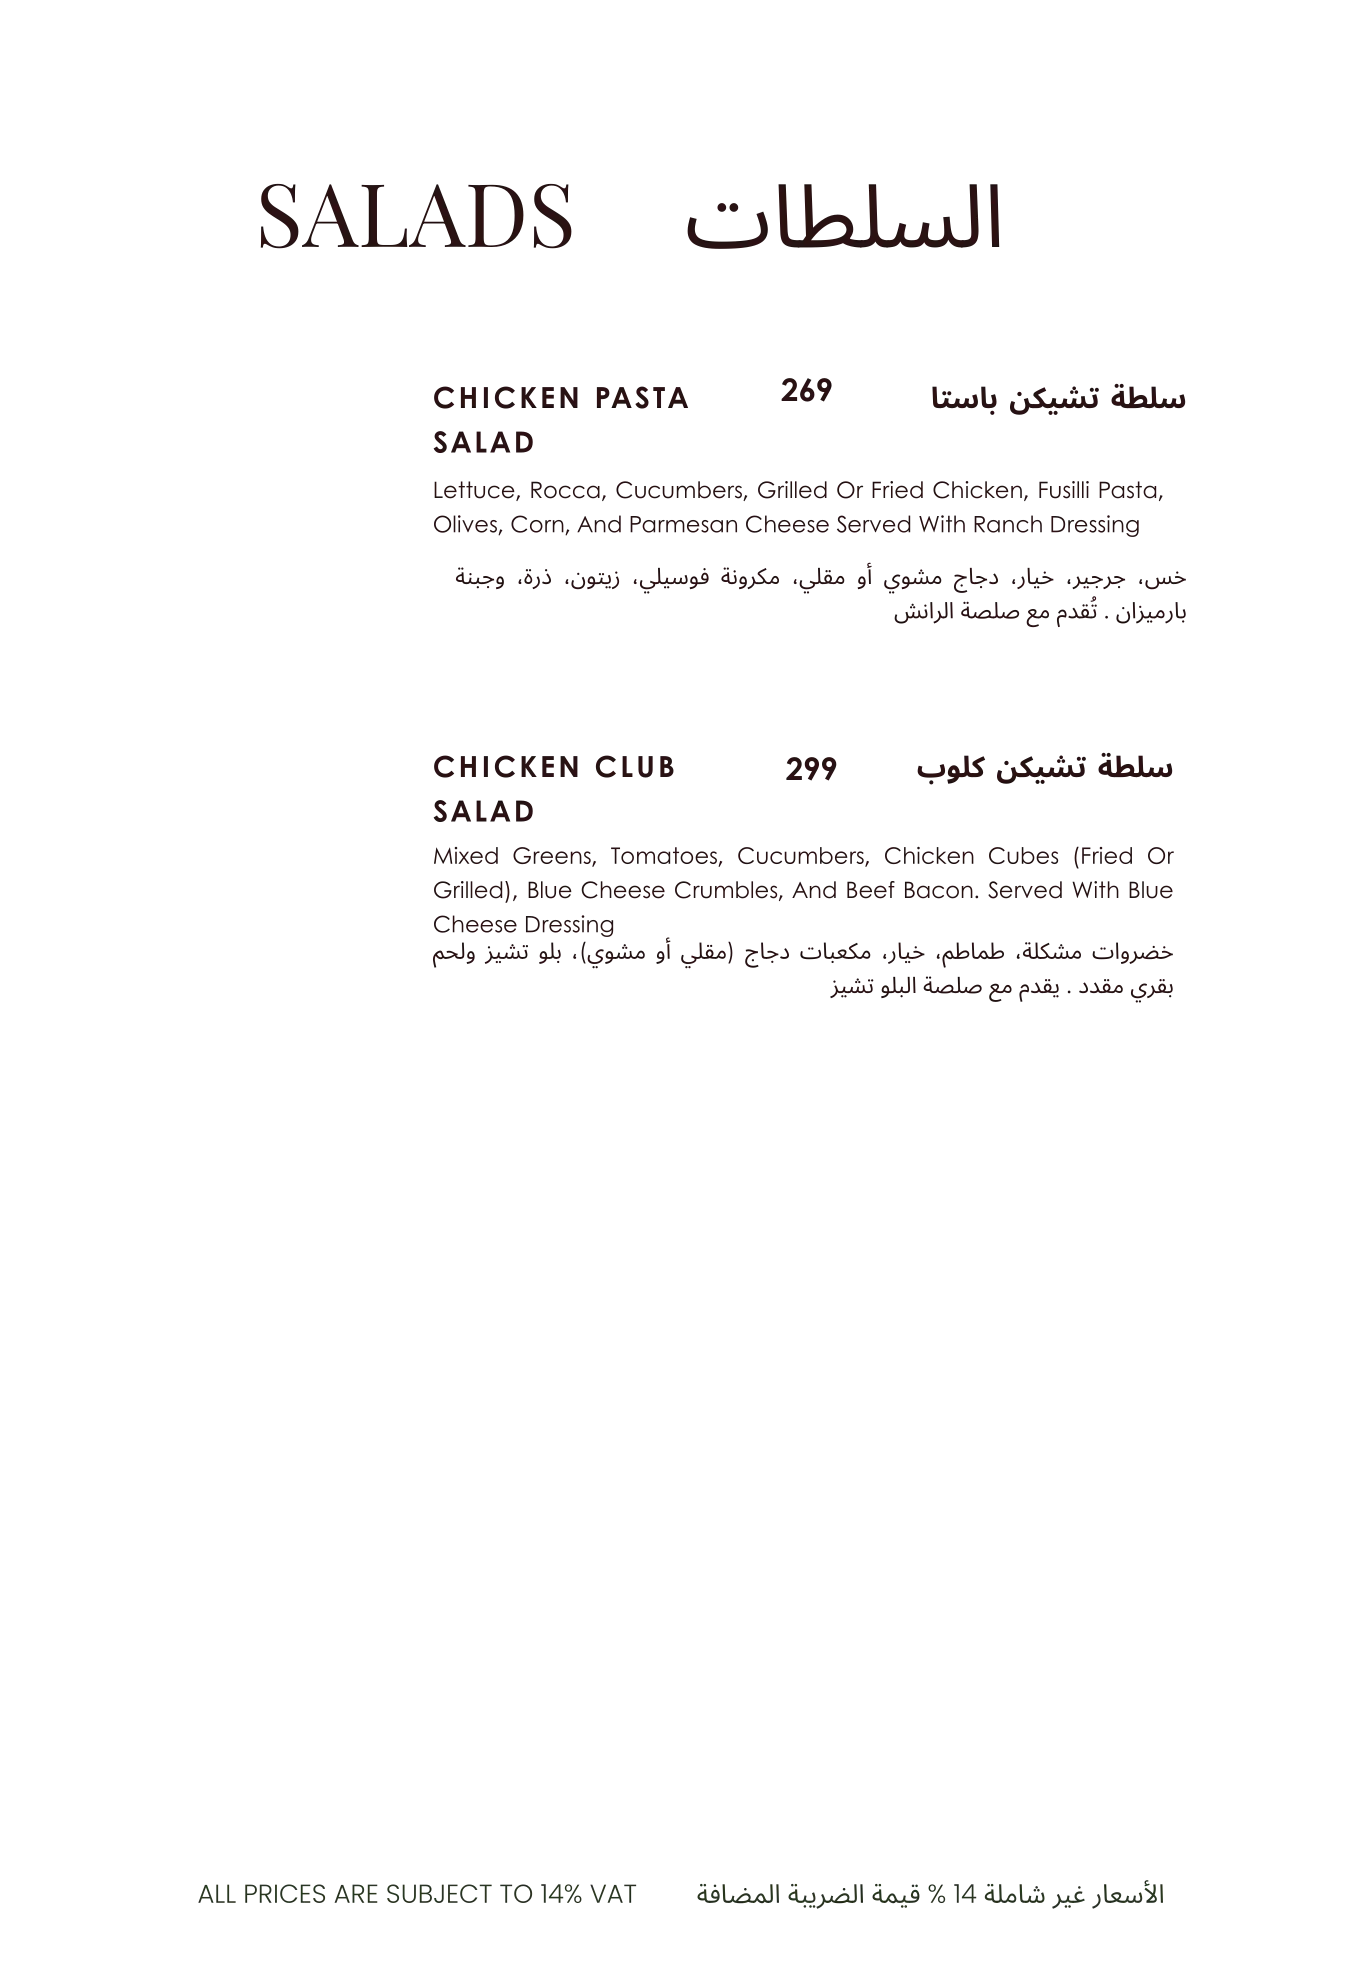 SALADS السلطات
CHICKEN PASTA 269 سلطة تشيكن باستا
SALAD
Lettuce, Rocca, Cucumbers, Grilled Or Fried Chicken, Fusilli Pasta,
Olives, Corn, And Parmesan Cheese Served With Ranch Dressing
خس، جرجير، خيار، دجاج مشوي أو مقلي، مكرونة فوسيلي، زيتون، ذرة، وجبنة
بارميزان . تُقدم مع صلصة الرانش
CHICKEN CLUB 299 سلطة تشيكن كلوب
SALAD
Mixed Greens, Tomatoes, Cucumbers, Chicken Cubes (Fried Or
Grilled), Blue Cheese Crumbles, And Beef Bacon. Served With Blue
Cheese Dressing
خضروات مشكلة، طماطم، خيار، مكعبات دجاج (مقلي أو مشوي)، بلو تشيز ولحم
بقري مقدد . يقدم مع صلصة البلو تشيز
ALL PRICES ARE SUBJECT TO 14% VAT الأسعار غير شاملة 14 % قيمة الضريبة المضافة